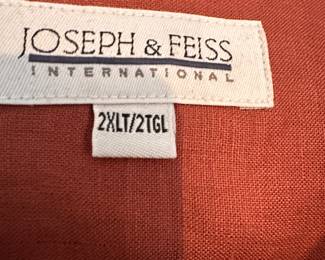 JOSEPH & FEISS
INTERNATIONAL
2XLT/2TGL